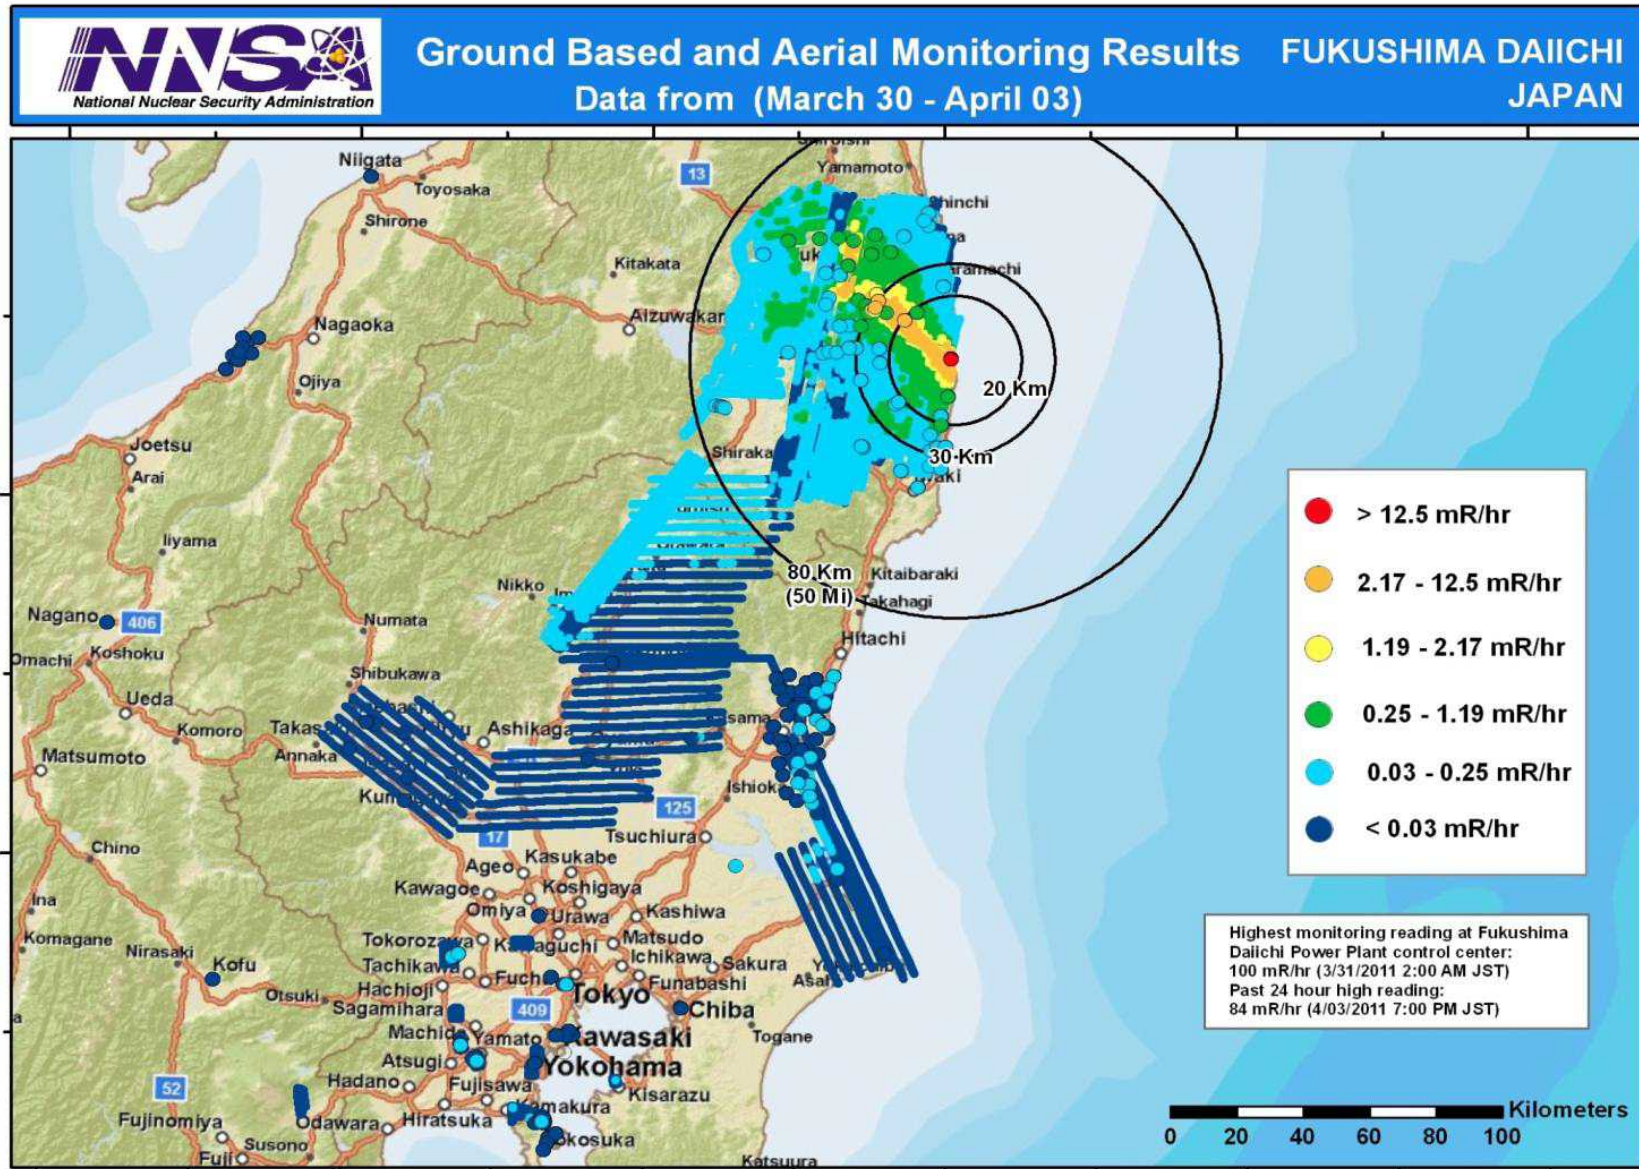 NNSA
National Nuclear Security Administration
Ground Based and Aerial Monitoring Results
Data from (March 30 - April 03)
FUKUSHIMA DAIICHI
JAPAN
Niigata
Toyosaka
13
Yamamoto
Shirone
Kitakata
Nagaoka
Ojiya
20 Km
30 Km
Joetsu
Arai
Iiyama
Nikko
80 Km
(50 Mi)
Kitaibaraki
Takahagi
Hitachi
Nagano
406
Numata
Koshoku
Omachi
Shibukawa
Ueda
Komoro
Ashikaga
Matsumoto
Annaka
125
17
Tsuchiura
Chino
Ageo
Kasukabe
Kawagoe
Koshigaya
Omiya
Urawa
Kashiwa
Ina
Komagane
Nirasaki
Kofu
Tokorozawa
Matsudo
Ichikawa
Sakura
Tachikawa
Funabashi
Hachioji
Otsuki
Tokyo
Sagamihara
409
Chiba
Machida
Yamato
Kawasaki
Togane
Atsugi
Yokohama
52
Hadano
Fujisawa
Kisarazu
Fujinomiya
Odawara
Hiratsuka
Kamakura
Susono
Fuji
Katsuura
> 12.5 mR/hr
2.17 - 12.5 mR/hr
1.19 - 2.17 mR/hr
0.25 - 1.19 mR/hr
0.03 - 0.25 mR/hr
< 0.03 mR/hr
Highest monitoring reading at Fukushima
Daiichi Power Plant control center:
100 mR/hr (3/31/2011 2:00 AM JST)
Past 24 hour high reading:
84 mR/hr (4/03/2011 7:00 PM JST)
Kilometers
0 20 40 60 80 100